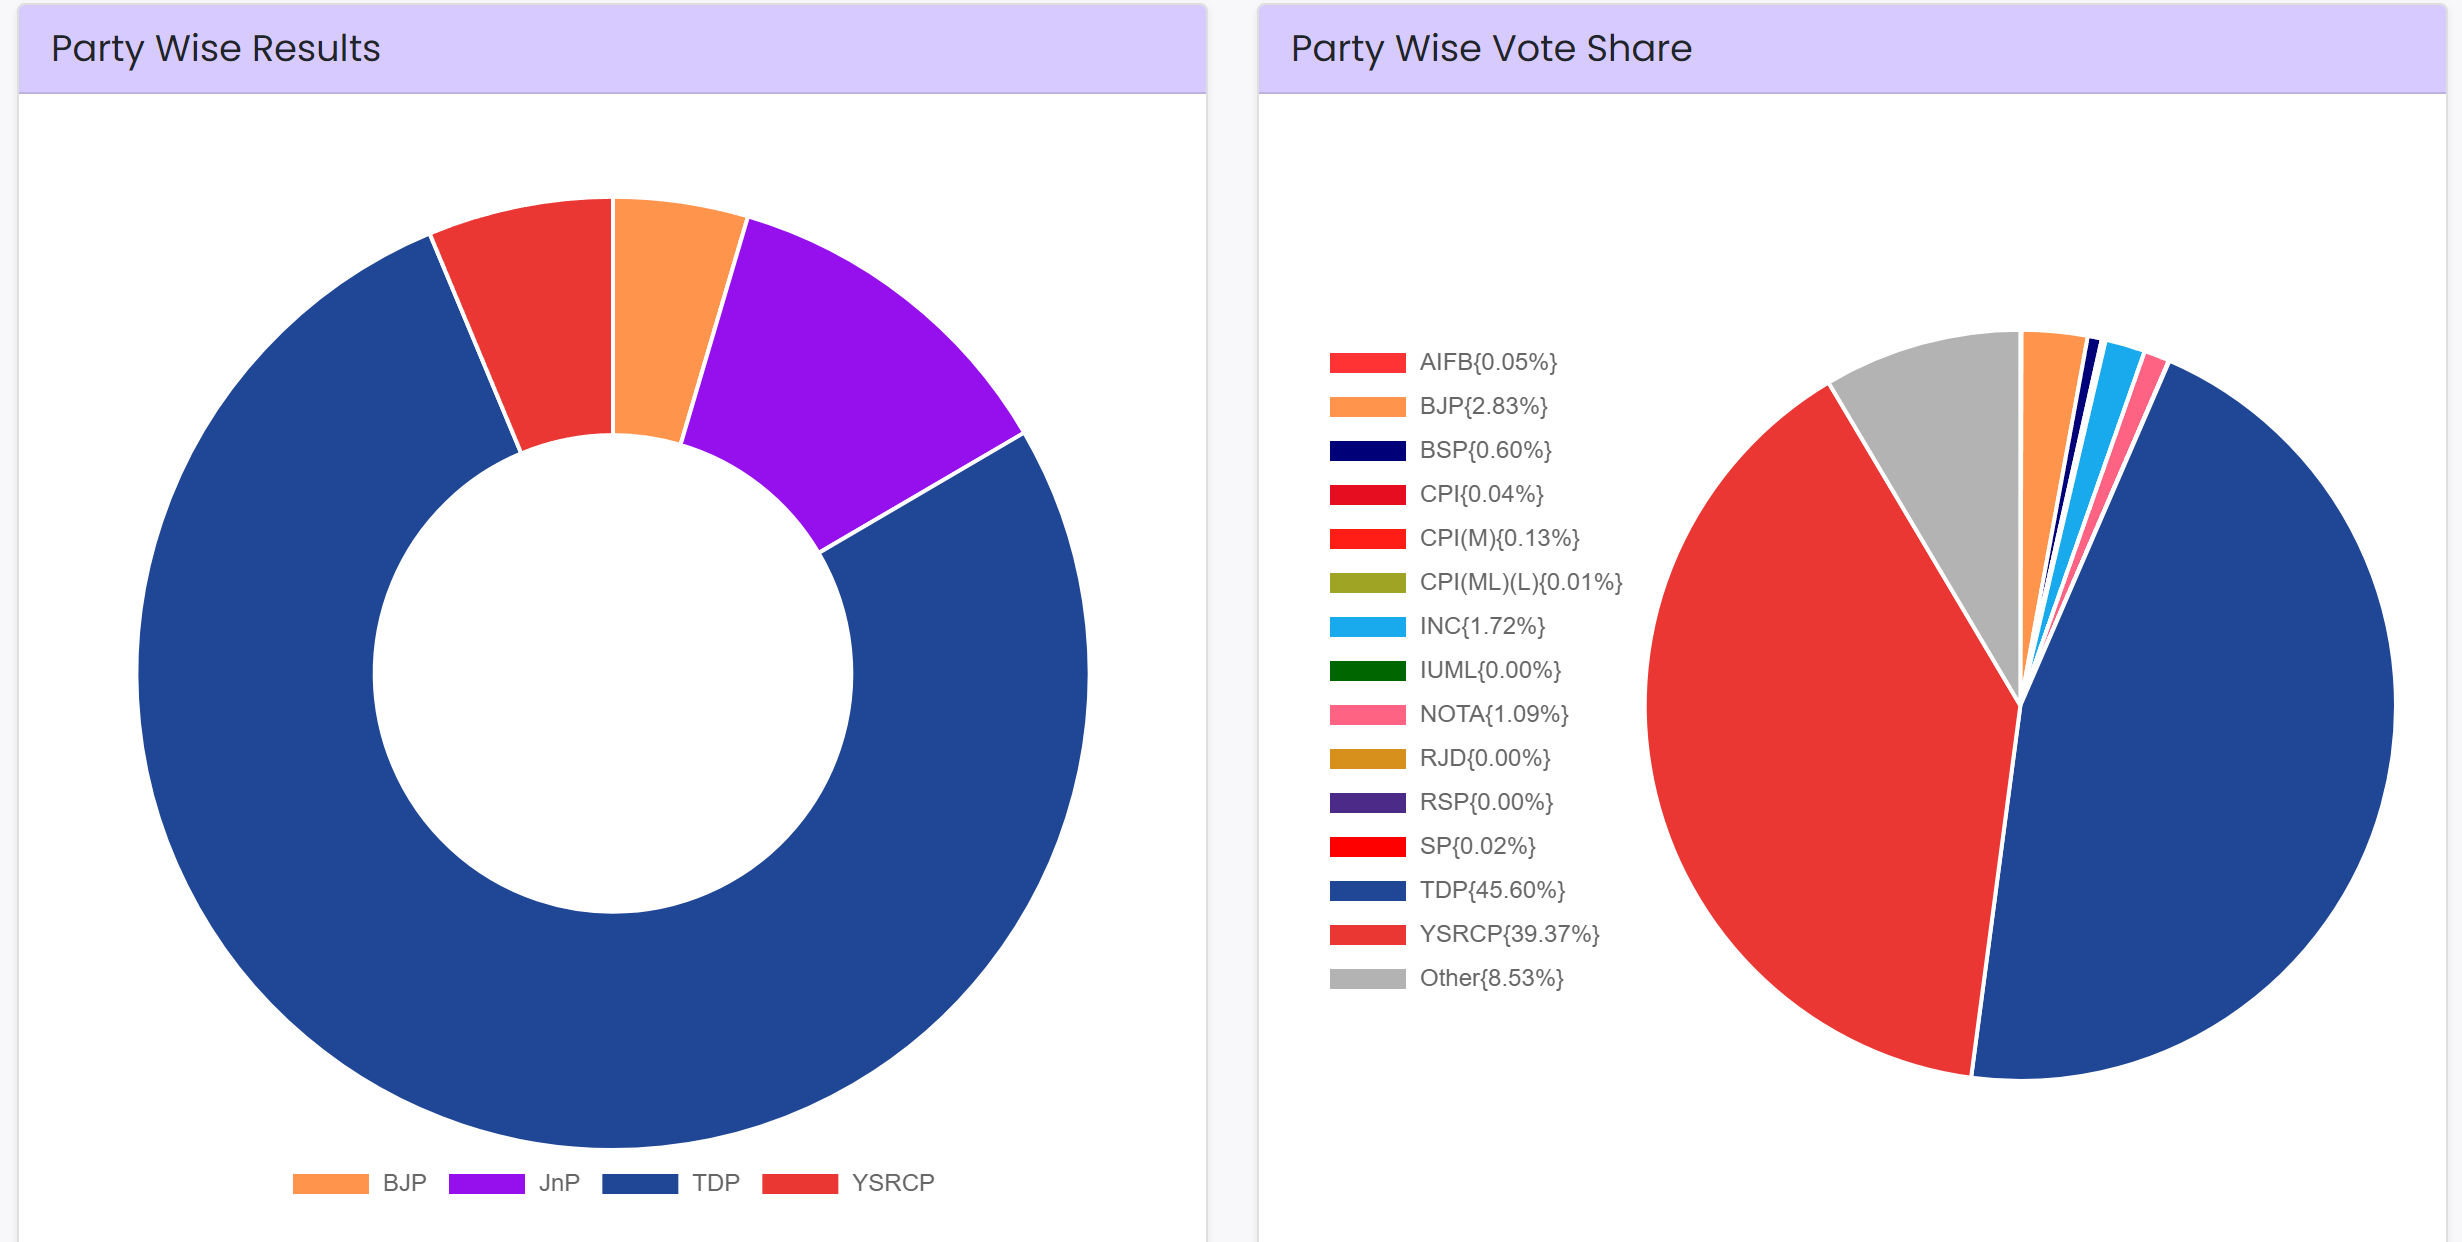 Party Wise Results
BJP JnP TDP YSRCP
Party Wise Vote Share
AIFB{0.05%}
BJP{2.83%}
BSP{0.60%}
CPI{0.04%}
CPI(M){0.13%}
CPI(ML)(L){0.01%}
INC{1.72%}
IUML{0.00%}
NOTA{1.09%}
RJD{0.00%}
RSP{0.00%}
SP{0.02%}
TDP{45.60%}
YSRCP{39.37%}
Other{8.53%}